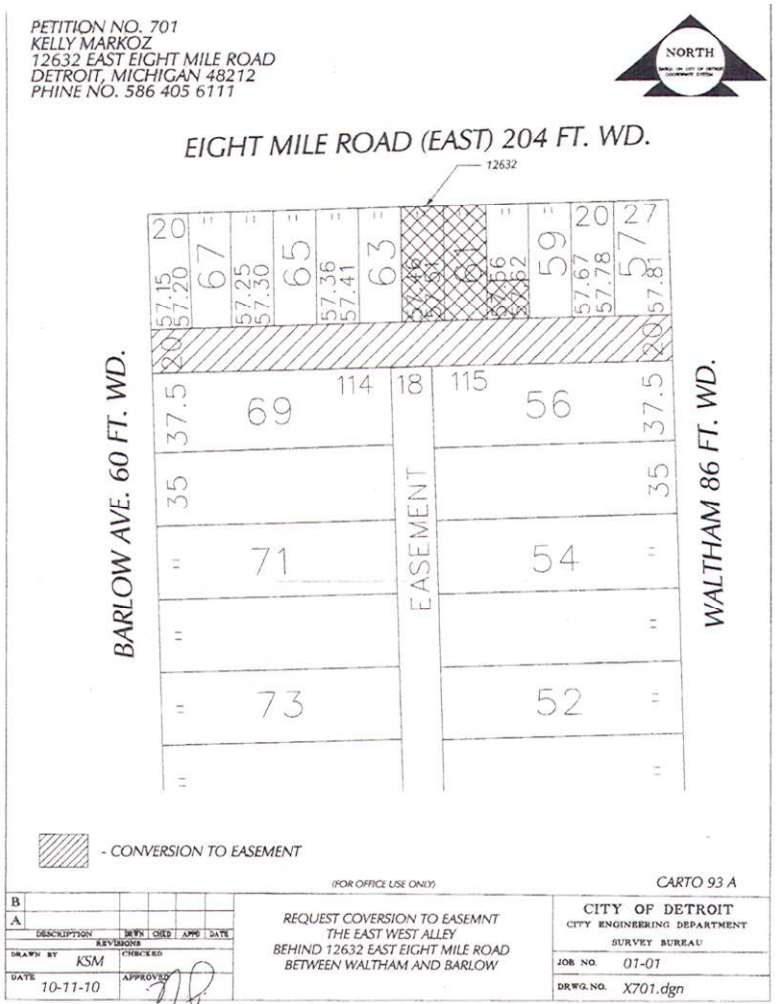 PETITION NO. 701
KELLY MARKOZ
12632 EAST EIGHT MILE ROAD
DETROIT, MICHIGAN 48212
PHINE NO. 586 405 6111
NORTH
BASED ON CITY OF DETROIT
COORDINATE SYSTEM
EIGHT MILE ROAD (EAST) 204 FT. WD.
12632
20 " " " " " " " " 20 27
67 65 63 61 59 57
57.15 57.20 57.25 57.30 57.36 57.41 57.46 57.51 57.56 57.62 57.67 57.78 57.81
20 20
BARLOW AVE. 60 FT. WD.
WALTHAM 86 FT. WD.
37.5 69 114 18 115 56 37.5
35 35
EASEMENT
" 71 54 "
" "
" 73 52 "
" "
- CONVERSION TO EASEMENT
(FOR OFFICE USE ONLY)
CARTO 93 A
B
A
DESCRIPTION DRWN CHKD APPD DATE
REVISIONS
DRAWN BY KSM CHECKED
DATE 10-11-10 APPROVED
REQUEST COVERSION TO EASEMNT
THE EAST WEST ALLEY
BEHIND 12632 EAST EIGHT MILE ROAD
BETWEEN WALTHAM AND BARLOW
CITY OF DETROIT
CITY ENGINEERING DEPARTMENT
SURVEY BUREAU
JOB NO. 01-01
DRWG. NO. X701.dgn